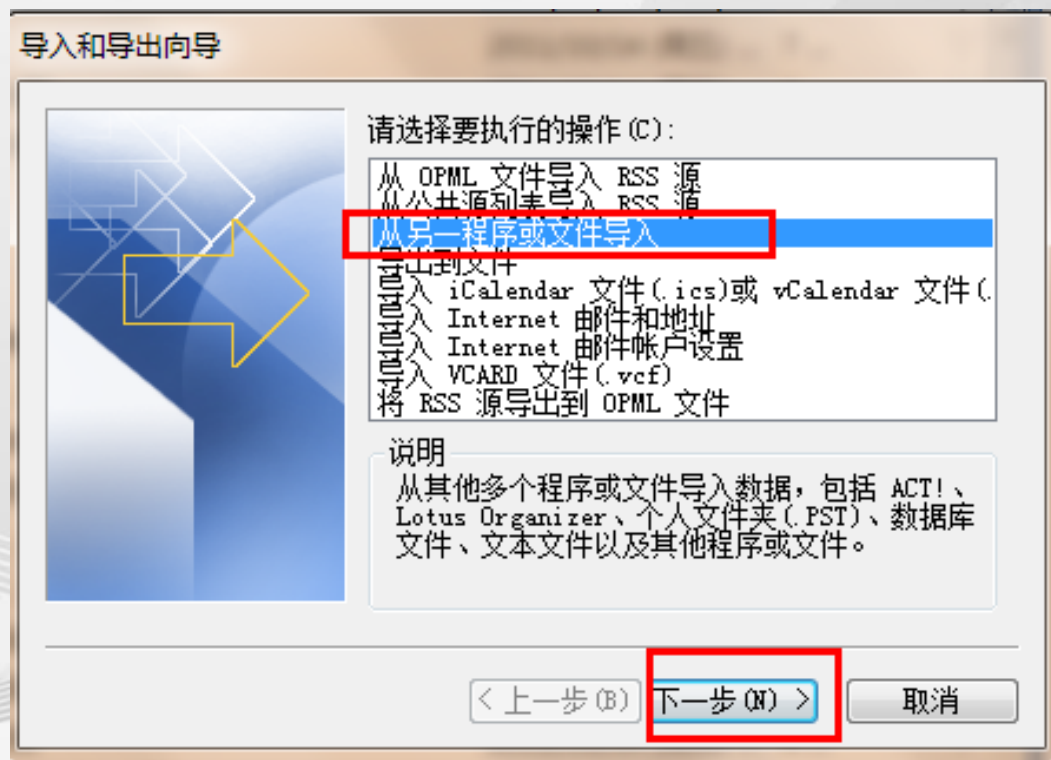 导入和导出向导
请选择要执行的操作(C):
从 OPML 文件导入 RSS 源
从公共源列表导入 RSS 源
从另一程序或文件导入
导出到文件
导入 iCalendar 文件(.ics)或 vCalendar 文件(.
导入 Internet 邮件和地址
导入 Internet 邮件帐户设置
导入 VCARD 文件(.vcf)
将 RSS 源导出到 OPML 文件
说明
从其他多个程序或文件导入数据，包括 ACT!、
Lotus Organizer、个人文件夹(.PST)、数据库
文件、文本文件以及其他程序或文件。
< 上一步(B)
下一步(N) >
取消